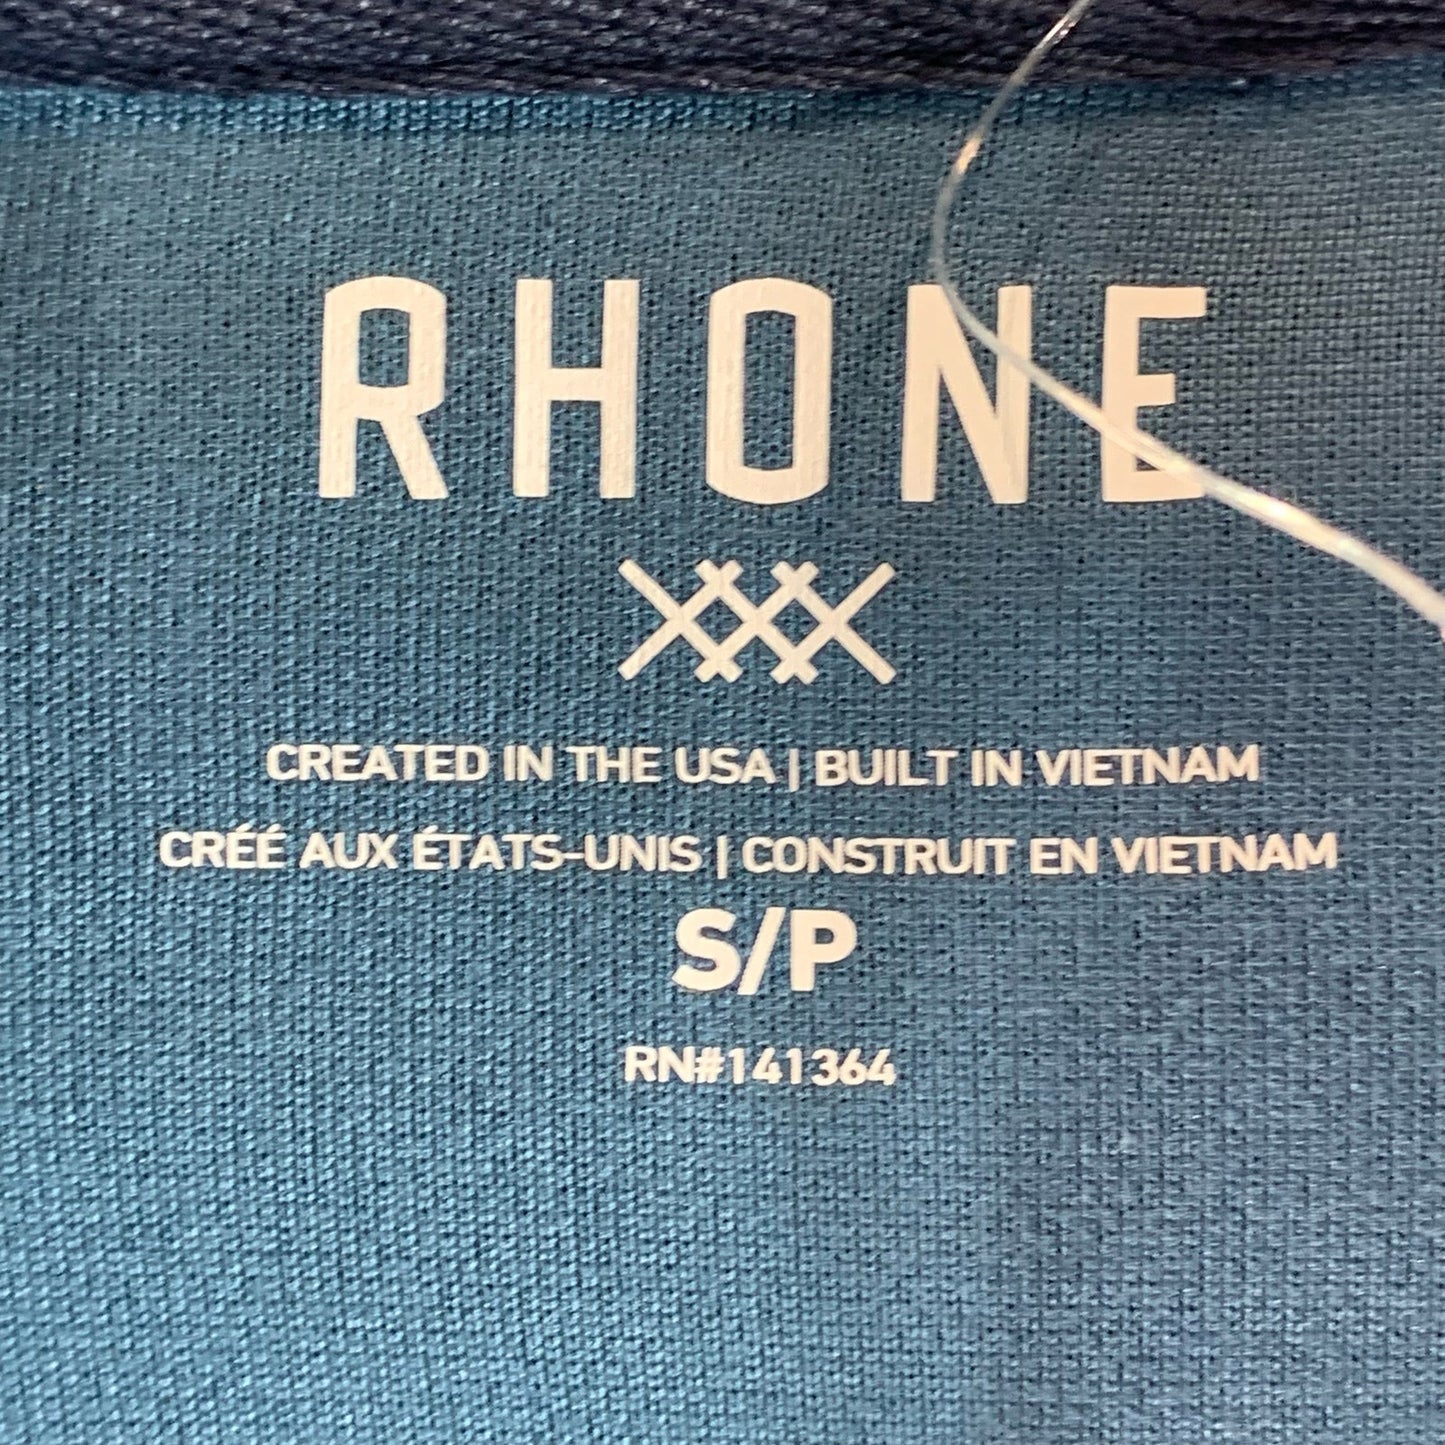 RHONE
CREATED IN THE USA | BUILT IN VIETNAM
CRÉÉ AUX ÉTATS-UNIS | CONSTRUIT EN VIETNAM
S/P
RN#141364